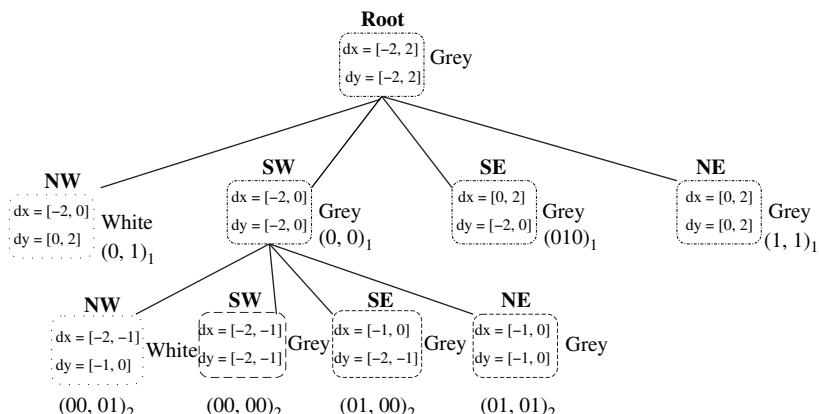 Root
dx = [−2, 2]
dy = [−2, 2]
Grey
NW
dx = [−2, 0]
dy = [0, 2]
White
(0, 1)₁
SW
dx = [−2, 0]
dy = [−2, 0]
Grey
(0, 0)₁
SE
dx = [0, 2]
dy = [−2, 0]
Grey
(010)₁
NE
dx = [0, 2]
dy = [0, 2]
Grey
(1, 1)₁
NW
dx = [−2, −1]
dy = [−1, 0]
White
(00, 01)₂
SW
dx = [−2, −1]
dy = [−2, −1]
Grey
(00, 00)₂
SE
dx = [−1, 0]
dy = [−2, −1]
Grey
(01, 00)₂
NE
dx = [−1, 0]
dy = [−1, 0]
Grey
(01, 01)₂